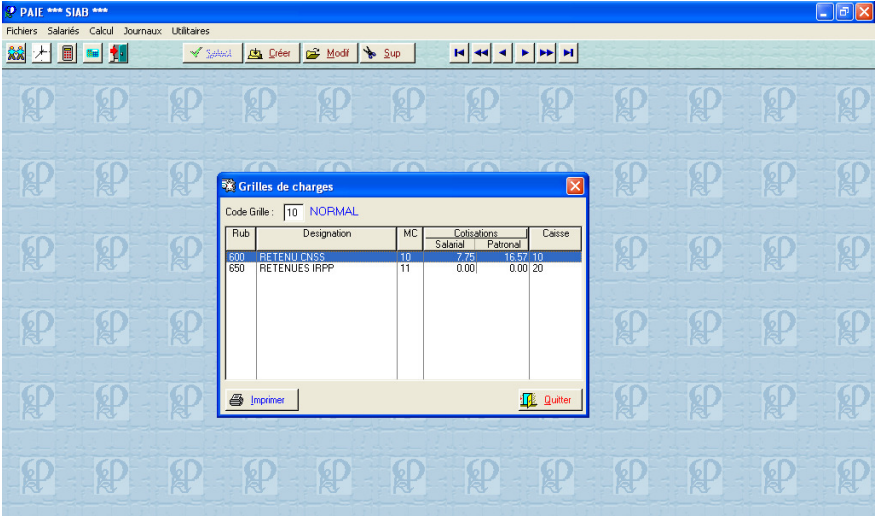 PAIE *** SIAB ***
Fichiers Salariés Calcul Journaux Utilitaires
Créer Modif Sup
Grilles de charges
Code Grille : 10 NORMAL
Rub Designation MC Cotisations Caisse
Salarial Patronal
600 RETENU CNSS 10 7.75 16.57 10
650 RETENUES IRPP 11 0.00 0.00 20
Imprimer Quitter